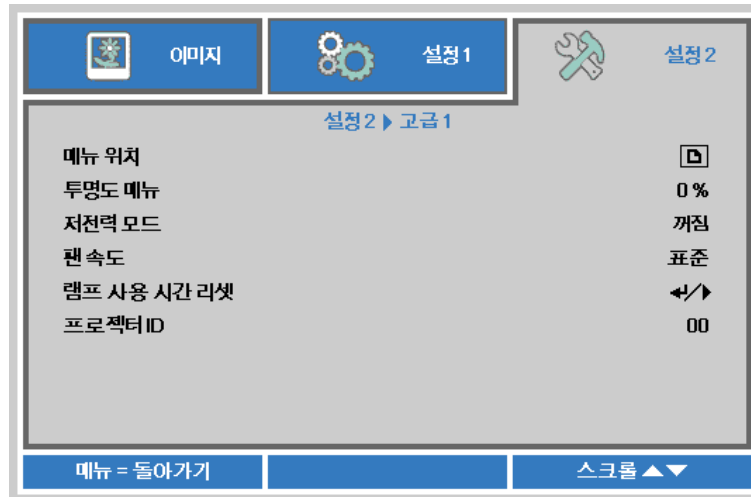 이미지 설정 1 설정 2
설정 2 ▶ 고급 1
메뉴 위치
투명도 메뉴 0 %
저전력 모드 꺼짐
팬 속도 표준
램프 사용 시간 리셋 ↵/▶
프로젝터 ID 00
메뉴 = 돌아가기 스크롤 ▲▼